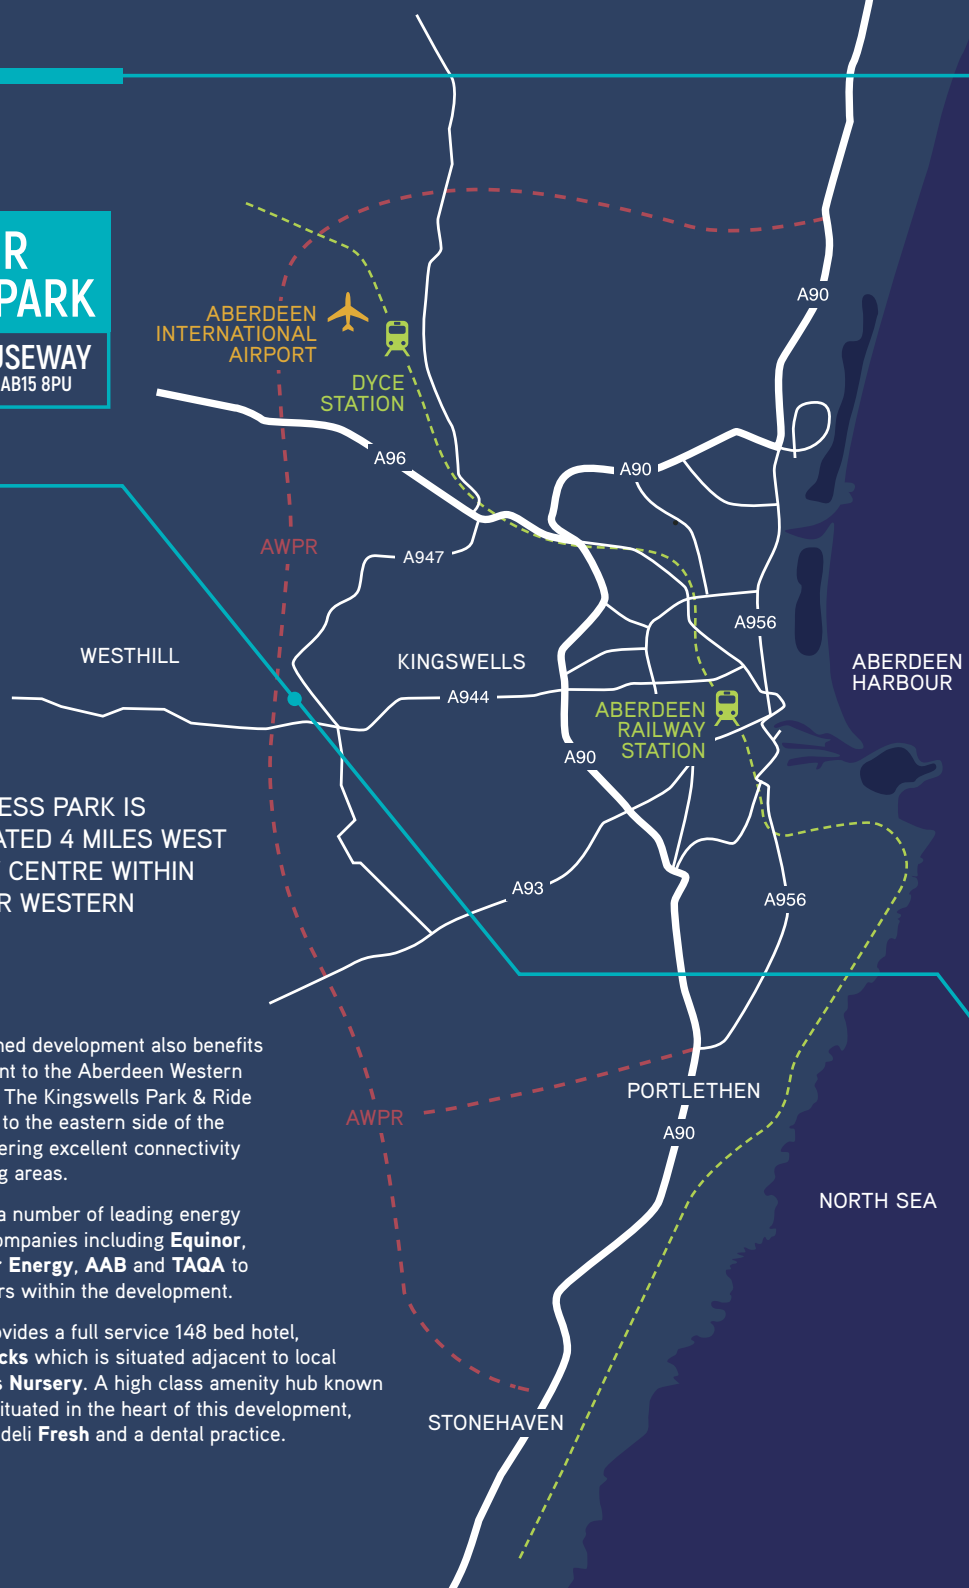 R
PARK
USEWAY
AB15 8PU
ABERDEEN
INTERNATIONAL
AIRPORT
DYCE
STATION
A90
A96
A90
AWPR
A947
A956
WESTHILL
KINGSWELLS
ABERDEEN
HARBOUR
A944
ABERDEEN
RAILWAY
STATION
A90
ESS PARK IS
ATED 4 MILES WEST
CENTRE WITHIN
R WESTERN
A93
A956
ned development also benefits
nt to the Aberdeen Western
The Kingswells Park & Ride
to the eastern side of the
ering excellent connectivity
g areas.
PORTLETHEN
AWPR
A90
NORTH SEA
a number of leading energy
ompanies including Equinor,
r Energy, AAB and TAQA to
rs within the development.
ovides a full service 148 bed hotel,
cks which is situated adjacent to local
s Nursery. A high class amenity hub known
ituated in the heart of this development,
deli Fresh and a dental practice.
STONEHAVEN